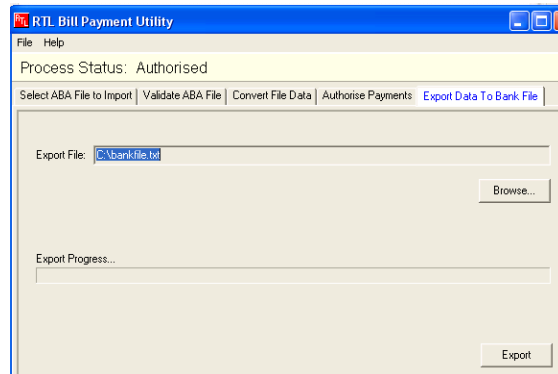 RTL RTL Bill Payment Utility
File Help
Process Status: Authorised
Select ABA File to Import Validate ABA File Convert File Data Authorise Payments Export Data To Bank File
Export File: C:\bankfile.txt
Browse...
Export Progress...
Export